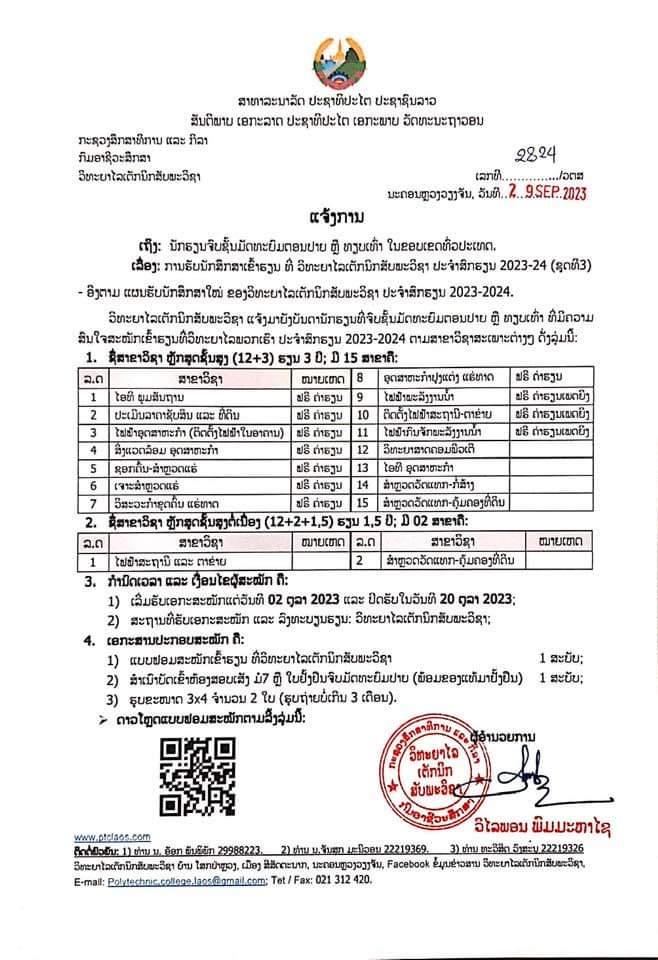 ສາທາລະນາລັດ ປະຊາທິປະໄຕ ປະຊາຊົນລາວ
ສັນຕິພາບ ເອກະລາດ ປະຊາທິປະໄຕ ເອກະພາບ ວັດທະນະຖາວອນ
ກະຊວງສຶກສາທິການ ແລະ ກິລາ
ກົມອາຊີວະສຶກສາ
ວິທະຍາໄລເຕັກນິກສັບພະວິຊາ
ເລກທີ 2824 /ວຕສ
ນະຄອນຫຼວງວຽງຈັນ, ວັນທີ 2 9 SEP 2023
ແຈ້ງການ
ເຖິງ: ນັກຮຽນຈົບຊັ້ນມັດທະຍົມຕອນປາຍ ຫຼື ທຽບເທົ່າ ໃນຂອບເຂດທົ່ວປະເທດ.
ເລື່ອງ: ການຮັບນັກສຶກສາເຂົ້າຮຽນ ທີ່ ວິທະຍາໄລເຕັກນິກສັບພະວິຊາ ປະຈໍາສົກຮຽນ 2023-24 (ຊຸດທີ3)
- ອີງຕາມ ແຜນຮັບນັກສຶກສາໃໝ່ ຂອງວິທະຍາໄລເຕັກນິກສັບພະວິຊາ ປະຈໍາສົກຮຽນ 2023-2024.
ວິທະຍາໄລເຕັກນິກສັບພະວິຊາ ແຈ້ງມາຍັງບັນດານັກຮຽນທີ່ຈົບຊັ້ນມັດທະຍົມຕອນປາຍ ຫຼື ທຽບເທົ່າ ທີ່ມີຄວາມ
ສົນໃຈສະໝັກເຂົ້າຮຽນທີ່ວິທະຍາໄລພວກເຮົາ ປະຈໍາສົກຮຽນ 2023-2024 ຕາມສາຂາວິຊາສະເພາະຕ່າງໆ ດັ່ງລຸ່ມນີ້:
1. ຊື່ສາຂາວິຊາ ຫຼັກສູດຊັ້ນສູງ (12+3) ຮຽນ 3 ປີ; ມີ 15 ສາຂາຄື:
ລ.ດ ສາຂາວິຊາ ໝາຍເຫດ 8 ອຸດສາຫະກໍາປຸງແຕ່ງ ແຮ່ທາດ ຟຣີ ຄ່າຮຽນ
1 ໄອທີ ພູມສັນຖານ ຟຣີ ຄ່າຮຽນ 9 ໄຟຟ້າພະລັງງານນໍ້າ ຟຣີ ຄ່າຮຽນເພດຍິງ
2 ປະເມີນລາຄາຊັບສິນ ແລະ ທີ່ດິນ ຟຣີ ຄ່າຮຽນ 10 ຕິດຕັ້ງໄຟຟ້າສະຖານີ-ຕາຂ່າຍ ຟຣີ ຄ່າຮຽນເພດຍິງ
3 ໄຟຟ້າອຸດສາຫະກໍາ (ຕິດຕັ້ງໄຟຟ້າໃນອາຄານ) ຟຣີ ຄ່າຮຽນ 11 ໄຟຟ້າກົນຈັກພະລັງງານນໍ້າ ຟຣີ ຄ່າຮຽນເພດຍິງ
4 ສິ່ງແວດລ້ອມ ອຸດສາຫະກໍາ ຟຣີ ຄ່າຮຽນ 12 ວິທະຍາສາດຄອມພິວເຕີ
5 ຊອກຄົ້ນ-ສໍາຫຼວດແຮ່ ຟຣີ ຄ່າຮຽນ 13 ໄອທີ ອຸດສາຫະກໍາ
6 ເຈາະສໍາຫຼວດແຮ່ ຟຣີ ຄ່າຮຽນ 14 ສໍາຫຼວດວັດແທກ-ກໍ່ສ້າງ
7 ວິສະວະກໍາຂຸດຄົ້ນ ແຮ່ທາດ ຟຣີ ຄ່າຮຽນ 15 ສໍາຫຼວດວັດແທກ-ຄຸ້ມຄອງທີ່ດິນ
2. ຊື່ສາຂາວິຊາ ຫຼັກສູດຊັ້ນສູງຕໍ່ເນື່ອງ (12+2+1,5) ຮຽນ 1,5 ປີ; ມີ 02 ສາຂາຄື:
ລ.ດ ສາຂາວິຊາ ໝາຍເຫດ ລ.ດ ສາຂາວິຊາ ໝາຍເຫດ
1 ໄຟຟ້າສະຖານີ ແລະ ຕາຂ່າຍ 2 ສໍາຫຼວດວັດແທກ-ຄຸ້ມຄອງທີ່ດິນ
3. ກໍານົດເວລາ ແລະ ເງື່ອນໄຂຜູ້ສະໝັກ ຄື:
1) ເລີ່ມຮັບເອກະສະໝັກແຕ່ວັນທີ 02 ຕຸລາ 2023 ແລະ ປິດຮັບໃນວັນທີ 20 ຕຸລາ 2023;
2) ສະຖານທີ່ຮັບເອກະສະໝັກ ແລະ ລົງທະບຽນຮຽນ: ວິທະຍາໄລເຕັກນິກສັບພະວິຊາ;
4. ເອກະສານປະກອບສະໝັກ ຄື:
1) ແບບຟອມສະໝັກເຂົ້າຮຽນ ທີ່ວິທະຍາໄລເຕັກນິກສັບພະວິຊາ 1 ສະບັບ;
2) ສໍາເນົາບັດເຂົ້າຫ້ອງສອບເສັງ ມ7 ຫຼື ໃບຢັ້ງຢືນຈົບມັດທະຍົມປາຍ (ພ້ອມຂອງແທ້ມາຢັ້ງຢືນ) 1 ສະບັບ;
3) ຮູບຂະໜາດ 3x4 ຈໍານວນ 2 ໃບ (ຮູບຖ່າຍບໍ່ເກີນ 3 ເດືອນ).
➢ ດາວໂຫຼດແບບຟອມສະໝັກຕາມລິ້ງລຸ່ມນີ້:
ຜູ້ອໍານວຍການ
ກະຊວງສຶກສາທິການ ແລະ ກິລາ
ວິທະຍາໄລ
ເຕັກນິກ
ສັບພະວິຊາ
ກົມອາຊີວະສຶກສາ
ວິໄລພອນ ພິມມະຫາໄຊ
www.ptclaos.com
ຕິດຕໍ່ພົວພັນ: 1) ທ່ານ ນ. ອ໊ອກ ພັນທິພັກ 29988223. 2) ທ່ານ ນ.ຈັນສຸກ ມະນີວອນ 22219369. 3) ທ່ານ ທະວີສິດ ວົງສະນຸ 22219326
ວິທະຍາໄລເຕັກນິກສັບພະວິຊາ ບ້ານ ໂສກປ່າຫຼວງ, ເມືອງ ສີສັດຕະນາກ, ນະຄອນຫຼວງວຽງຈັນ, Facebook ຂໍ້ມູນຂ່າວສານ ວິທະຍາໄລເຕັກນິກສັບພະວິຊາ,
E-mail: Polytechnic.college.laos@gmail.com; Tet / Fax: 021 312 420.